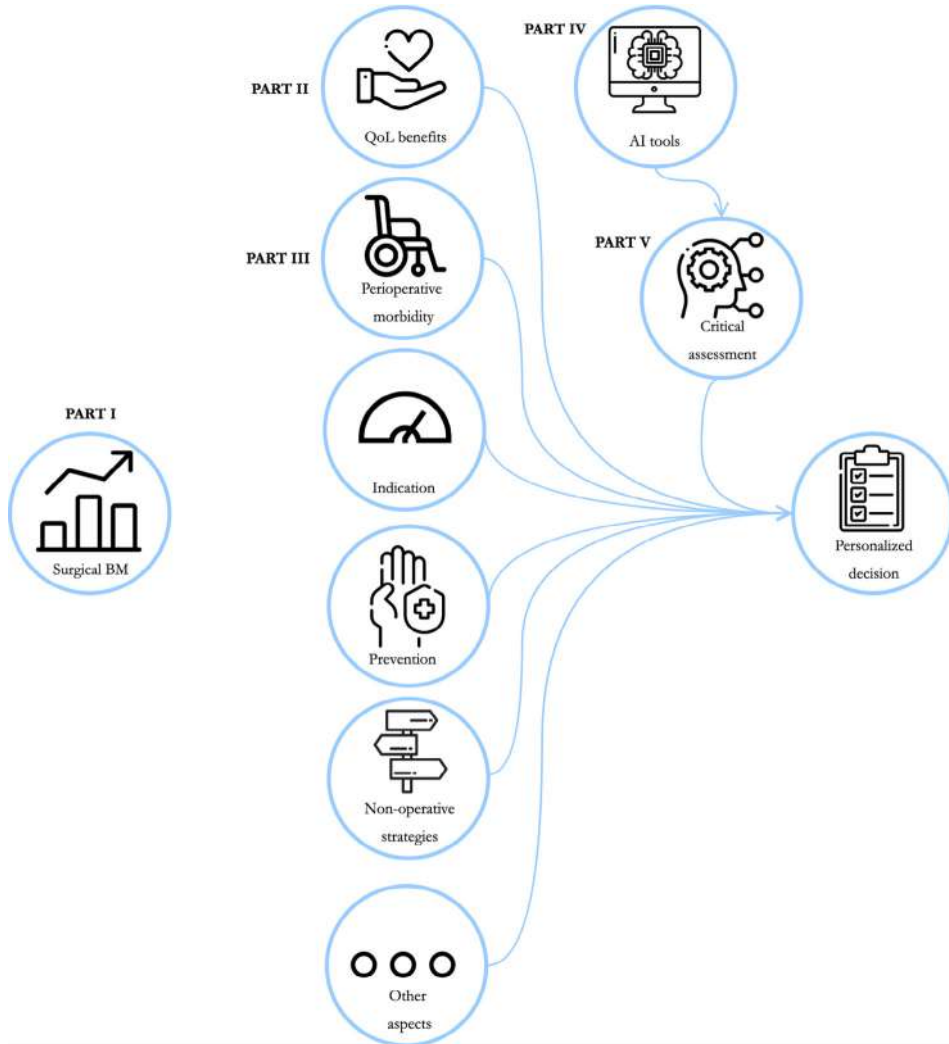 PART II
QoL benefits
PART III
Perioperative
morbidity
Indication
PART I
Surgical BM
Prevention
Non-operative
strategies
Other
aspects
PART IV
AI tools
PART V
Critical
assessment
Personalized
decision